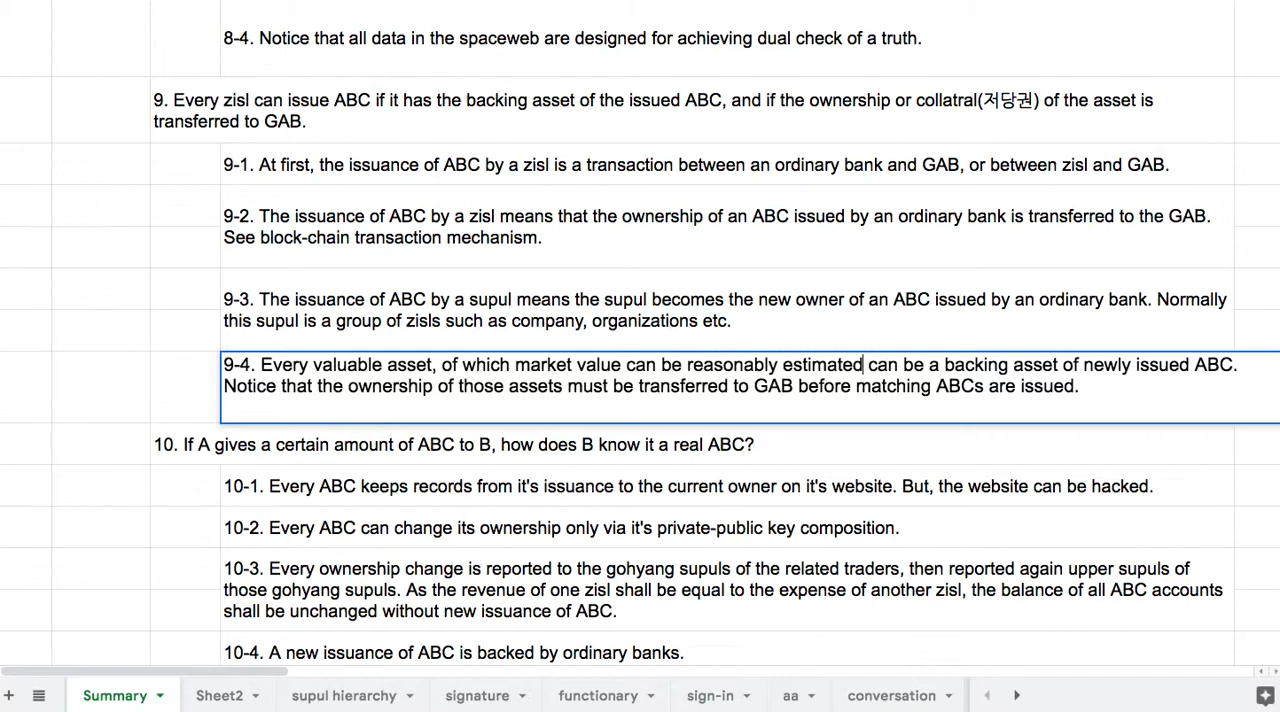 8-4. Notice that all data in the spaceweb are designed for achieving dual check of a truth.
9. Every zisl can issue ABC if it has the backing asset of the issued ABC, and if the ownership or collatral(저당권) of the asset is
transferred to GAB.
9-1. At first, the issuance of ABC by a zisl is a transaction between an ordinary bank and GAB, or between zisl and GAB.
9-2. The issuance of ABC by a zisl means that the ownership of an ABC issued by an ordinary bank is transferred to the GAB.
See block-chain transaction mechanism.
9-3. The issuance of ABC by a supul means the supul becomes the new owner of an ABC issued by an ordinary bank. Normally
this supul is a group of zisls such as company, organizations etc.
9-4. Every valuable asset, of which market value can be reasonably estimated can be a backing asset of newly issued ABC.
Notice that the ownership of those assets must be transferred to GAB before matching ABCs are issued.
10. If A gives a certain amount of ABC to B, how does B know it a real ABC?
10-1. Every ABC keeps records from it's issuance to the current owner on it's website. But, the website can be hacked.
10-2. Every ABC can change its ownership only via it's private-public key composition.
10-3. Every ownership change is reported to the gohyang supuls of the related traders, then reported again upper supuls of
those gohyang supuls. As the revenue of one zisl shall be equal to the expense of another zisl, the balance of all ABC accounts
shall be unchanged without new issuance of ABC.
10-4. A new issuance of ABC is backed by ordinary banks.
Summary Sheet2 supul hierarchy signature functionary sign-in aa conversation